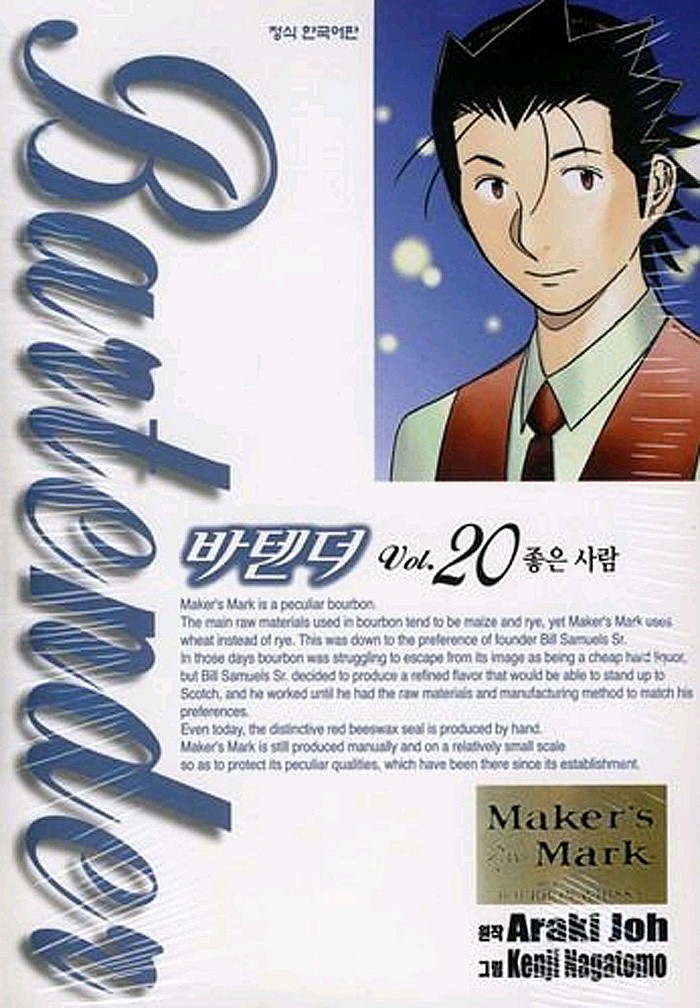 정식 한국어판
Bartender
바텐더 Vol. 20 좋은 사람
Maker's Mark is a peculiar bourbon.
The main raw materials used in bourbon tend to be maize and rye, yet Maker's Mark uses
wheat instead of rye. This was down to the preference of founder Bill Samuels Sr.
In those days bourbon was struggling to escape from its image as being a cheap hard liquor,
but Bill Samuels Sr. decided to produce a refined flavor that would be able to stand up to
Scotch, and he worked until he had the raw materials and manufacturing method to match his
preferences.
Even today, the distinctive red beeswax seal is produced by hand.
Maker's Mark is still produced manually and on a relatively small scale
so as to protect its peculiar qualities, which have been there since its establishment.
Maker's
Mark
원작 Araki Joh
그림 Kenji Nagatomo